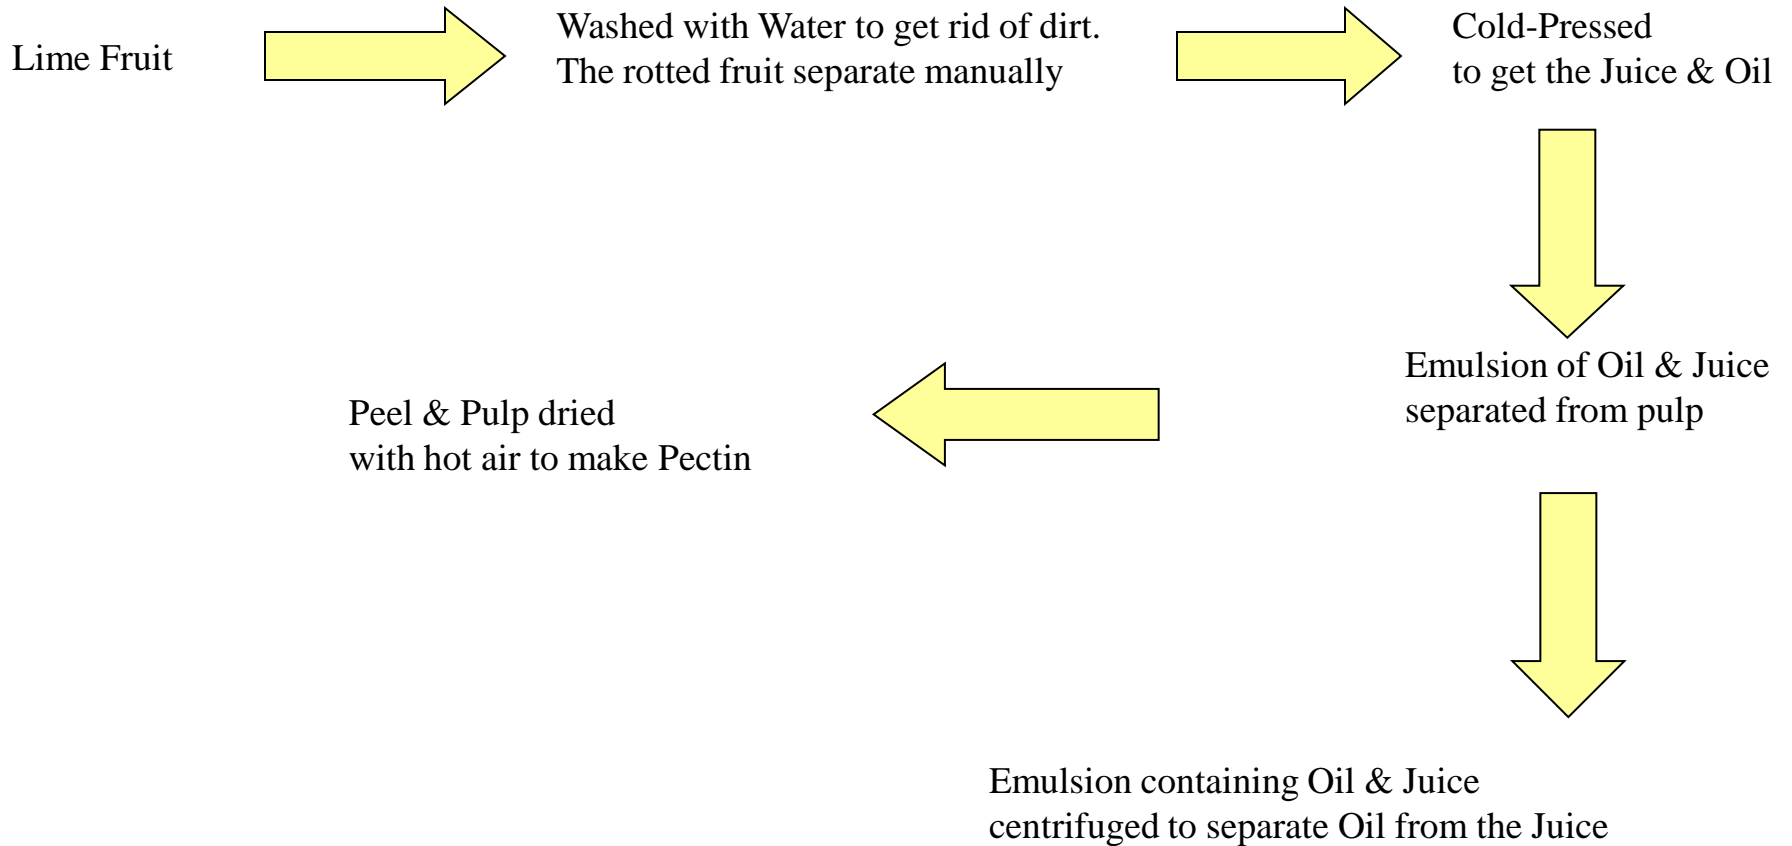 Lime Fruit
Washed with Water to get rid of dirt.
The rotted fruit separate manually
Cold-Pressed
to get the Juice & Oil
Emulsion of Oil & Juice
separated from pulp
Peel & Pulp dried
with hot air to make Pectin
Emulsion containing Oil & Juice
centrifuged to separate Oil from the Juice